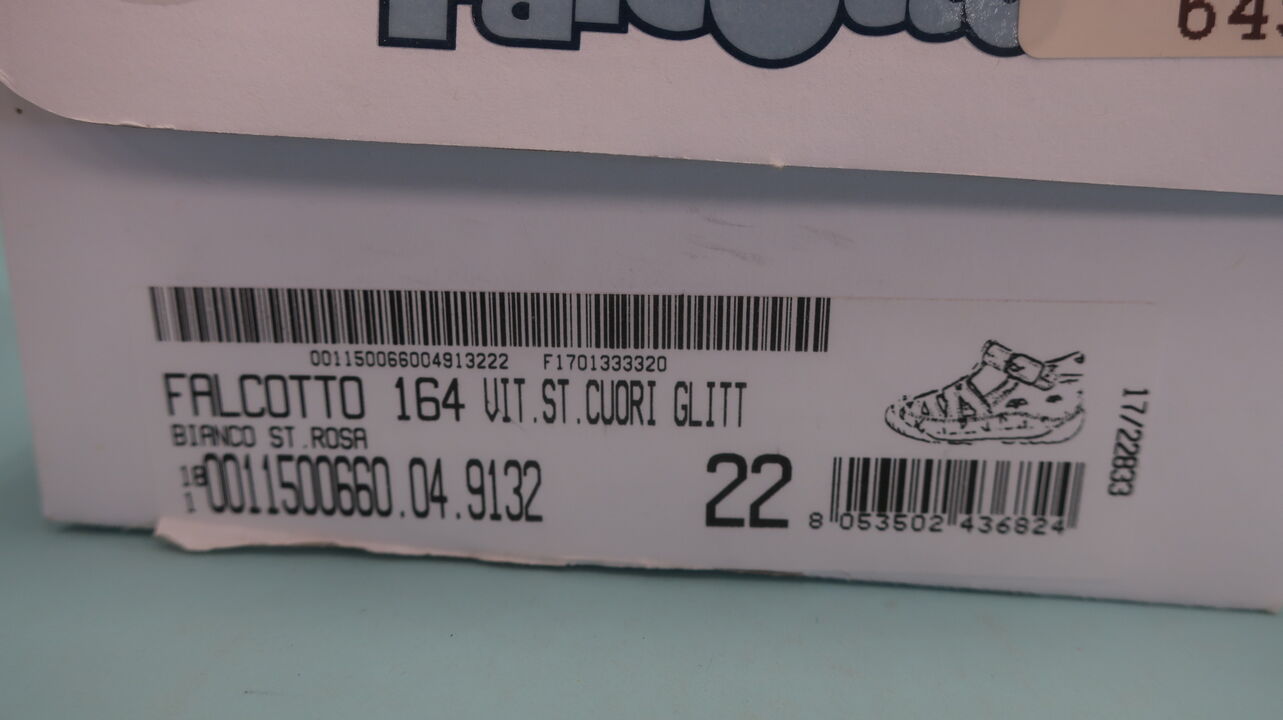 Falcotto
001150066004913222 F1701333320
FALCOTTO 164 VIT.ST.CUORI GLITT
BIANCO ST.ROSA
18
1
0011500660.04.9132
22
8 053502 436824
17/22833